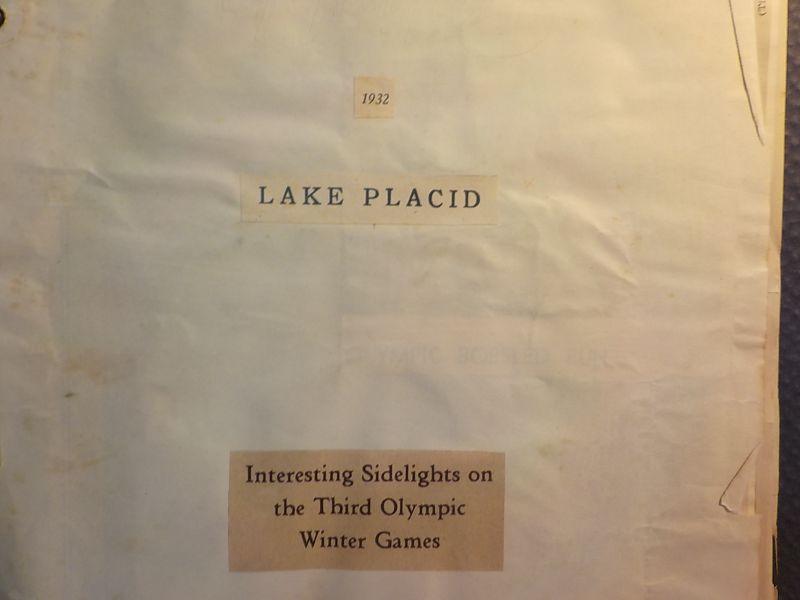 1932
LAKE PLACID
Interesting Sidelights on
the Third Olympic
Winter Games